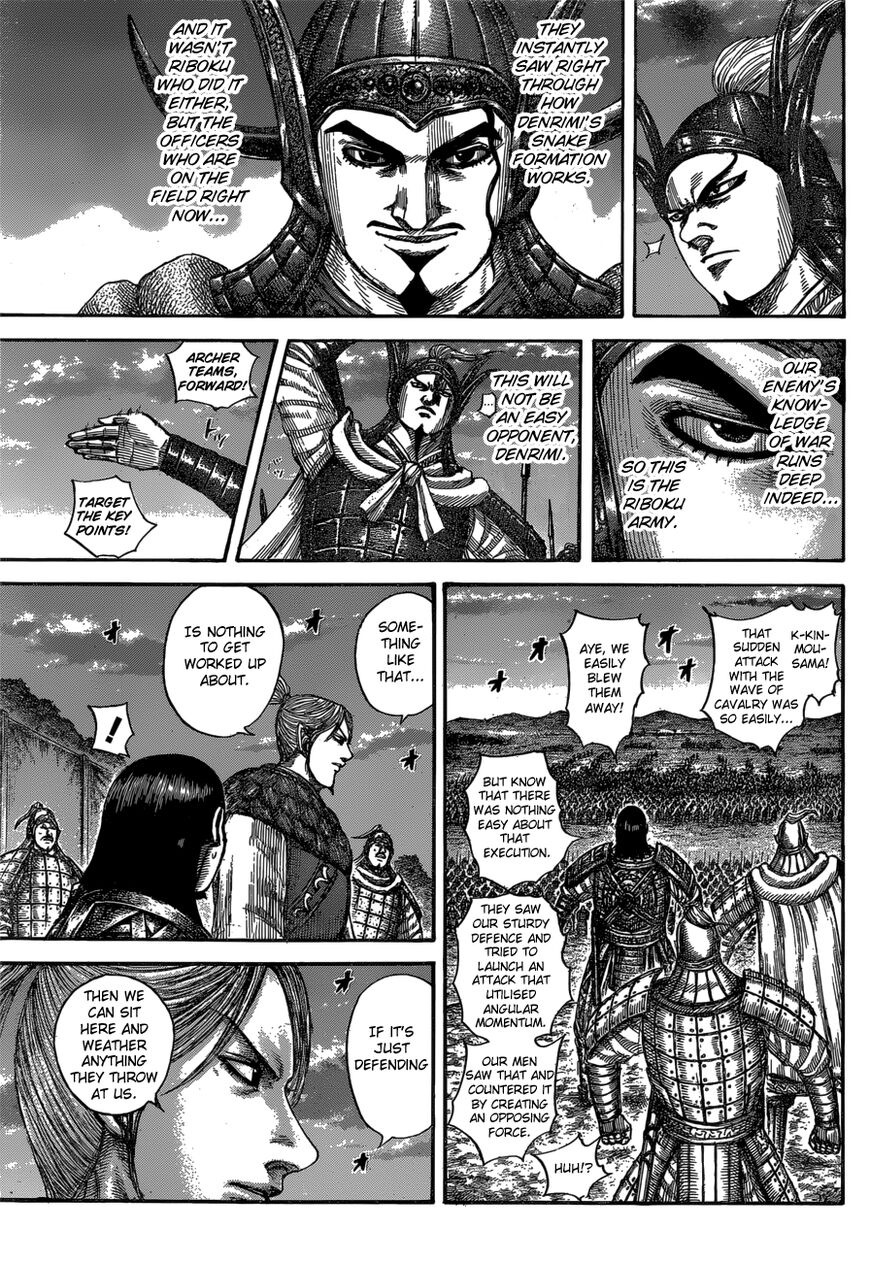 THEY
INSTANTLY
SAW RIGHT
THROUGH
HOW
DENRIMI'S
SNAKE
FORMATION
WORKS.
AND IT
WASN'T
RIBOKU
WHO DID IT
EITHER,
BUT THE
OFFICERS
WHO ARE
ON THE
FIELD RIGHT
NOW...
OUR
ENEMY'S
KNOW-
LEDGE
OF WAR
RUNS
DEEP
INDEED...
SO THIS
IS THE
RIBOKU
ARMY.
THIS WILL
NOT BE
AN EASY
OPPONENT,
DENRIMI.
...
ARCHER
TEAMS,
FORWARD!
TARGET
THE KEY
POINTS!
K-KIN-
MOU-
SAMA!
THAT
SUDDEN
ATTACK
WITH THE
WAVE OF
CAVALRY WAS
SO EASILY...
AYE, WE
EASILY
BLEW
THEM
AWAY!
BUT KNOW
THAT THERE
WAS NOTHING
EASY ABOUT
THAT
EXECUTION.
THEY SAW
OUR STURDY
DEFENCE AND
TRIED TO
LAUNCH AN
ATTACK THAT
UTILISED
ANGULAR
MOMENTUM.
OUR MEN
SAW THAT AND
COUNTERED IT
BY CREATING
AN OPPOSING
FORCE.
HUH!?
SOME-
THING
LIKE
THAT...
IS NOTHING
TO GET
WORKED UP
ABOUT.
!
IF IT'S
JUST
DEFENDING
THEN WE
CAN SIT
HERE AND
WEATHER
ANYTHING
THEY THROW
AT US.